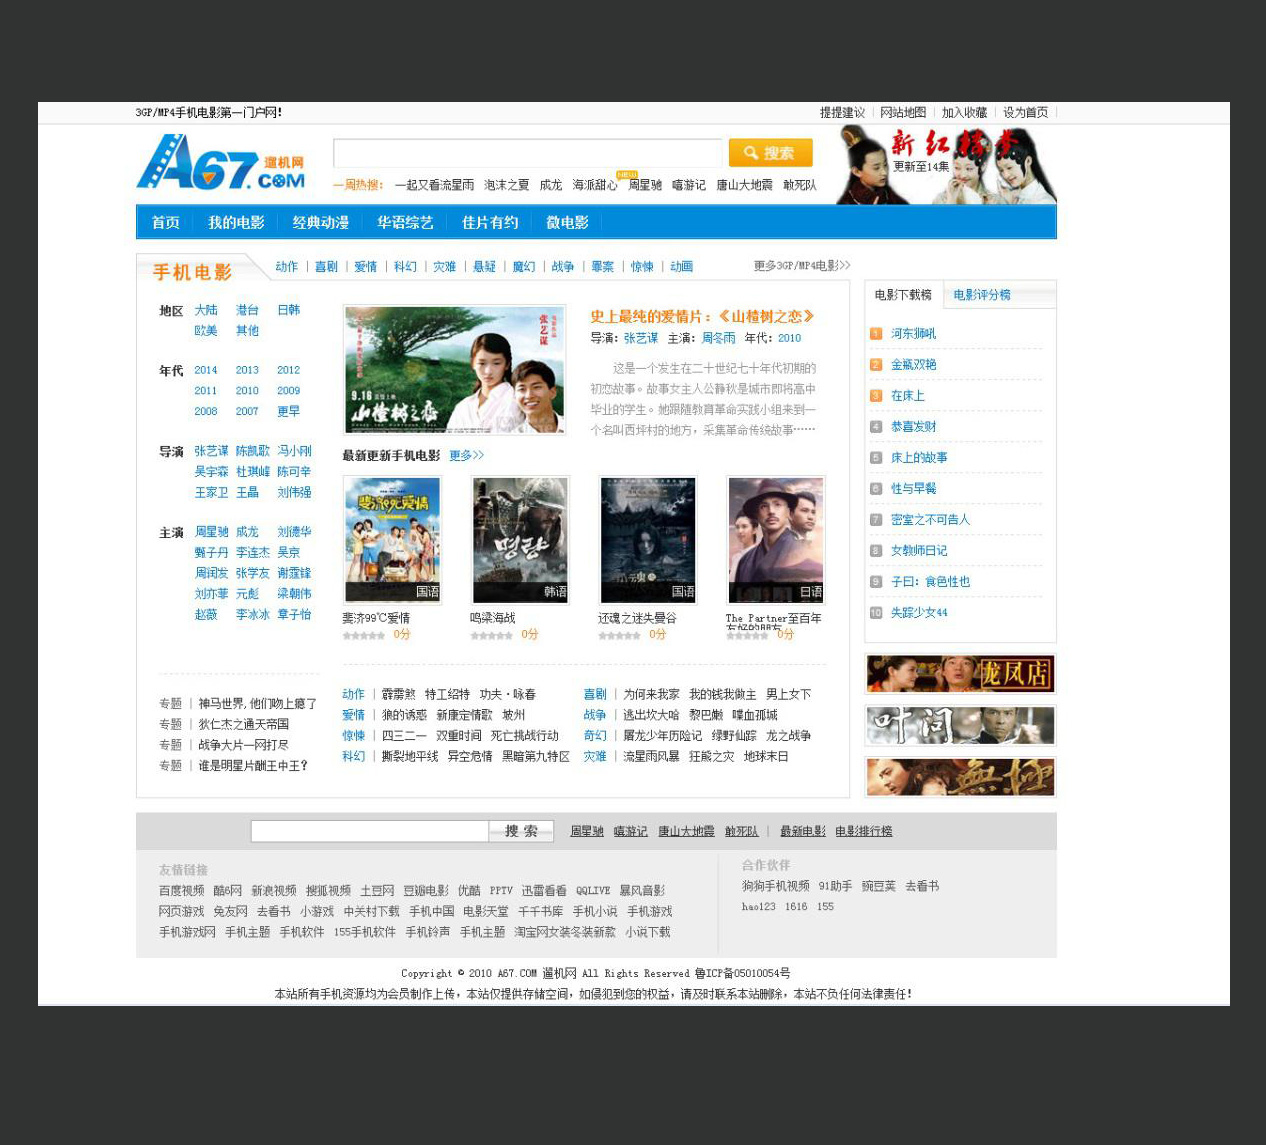 3GP/MP4手机电影第一门户网!
提提建议 | 网站地图 | 加入收藏 | 设为首页 |
A67.COM 遛机网
搜索
新红楼梦
更新至14集
一周热搜: 一起又看流星雨 泡沫之夏 成龙 海派甜心 NEW 周星驰 嘻游记 唐山大地震 敢死队
首页 我的电影 经典动漫 华语综艺 佳片有约 微电影
手机电影
动作 | 喜剧 | 爱情 | 科幻 | 灾难 | 悬疑 | 魔幻 | 战争 | 罪案 | 惊悚 | 动画
更多3GP/MP4电影>>
地区 大陆 港台 日韩
欧美 其他
年代 2014 2013 2012
2011 2010 2009
2008 2007 更早
导演 张艺谋 陈凯歌 冯小刚
吴宇森 杜琪峰 陈可辛
王家卫 王晶 刘伟强
主演 周星驰 成龙 刘德华
甄子丹 李连杰 吴京
周润发 张学友 谢霆锋
刘亦菲 元彪 梁朝伟
赵薇 李冰冰 章子怡
专题 | 神马世界,他们吻上瘾了
专题 | 狄仁杰之通天帝国
专题 | 战争大片一网打尽
专题 | 谁是明星片酬王中王?
张艺谋
9.16
山楂树之恋
史上最纯的爱情片:《山楂树之恋》
导演: 张艺谋 主演: 周冬雨 年代: 2010
这是一个发生在二十世纪七十年代初期的
初恋故事。故事女主人公静秋是城市即将高中
毕业的学生。她跟随教育革命实践小组来到一
个名叫西坪村的地方，采集革命传统故事……
最新更新手机电影 更多>>
斐济99℃爱情
国语
鸣梁海战
韩语
还魂之迷失曼谷
国语
The Partner至百年
有好的朋友
日语
0分 0分 0分 0分
动作 | 霹雳煞 特工绍特 功夫·咏春
爱情 | 狼的诱惑 新康定情歌 坡州
惊悚 | 四三二一 双重时间 死亡挑战行动
科幻 | 撕裂地平线 异空危情 黑暗第九特区
喜剧 | 为何来我家 我的钱我做主 男上女下
战争 | 逃出坎大哈 黎巴嫩 喋血孤城
奇幻 | 屠龙少年历险记 绿野仙踪 龙之战争
灾难 | 流星雨风暴 狂熊之灾 地球末日
电影下载榜 电影评分榜
1 河东狮吼
2 金瓶双艳
3 在床上
4 恭喜发财
5 床上的故事
6 性与早餐
7 密室之不可告人
8 女教师日记
9 子曰：食色性也
10 失踪少女44
龙凤店
叶问
無極
搜 索
周星驰 嘻游记 唐山大地震 敢死队 | 最新电影 电影排行榜
友情链接
百度视频 酷6网 新浪视频 搜狐视频 土豆网 豆瓣电影 优酷 PPTV 迅雷看看 QQLIVE 暴风音影
网页游戏 兔友网 去看书 小游戏 中关村下载 手机中国 电影天堂 千千书库 手机小说 手机游戏
手机游戏网 手机主题 手机软件 155手机软件 手机铃声 手机主题 淘宝网女装冬装新款 小说下载
合作伙伴
狗狗手机视频 91助手 豌豆荚 去看书
hao123 1616 155
Copyright © 2010 A67.COM 遛机网 All Rights Reserved 鲁ICP备05010054号
本站所有手机资源均为会员制作上传，本站仅提供存储空间，如侵犯到您的权益，请及时联系本站删除，本站不负任何法律责任!